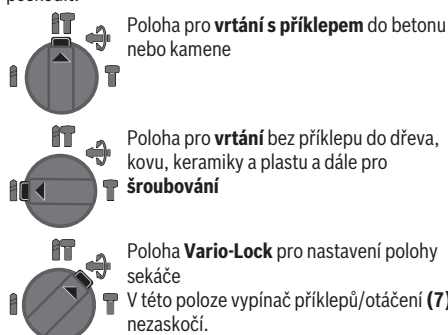 Poloha pro vrtání s příklepem do betonu
nebo kamene
Poloha pro vrtání bez příklepu do dřeva,
kovu, keramiky a plastu a dále pro
šroubování
Poloha Vario-Lock pro nastavení polohy
sekáče
V této poloze vypínač příklepů/otáčení (7)
nezaskočí.